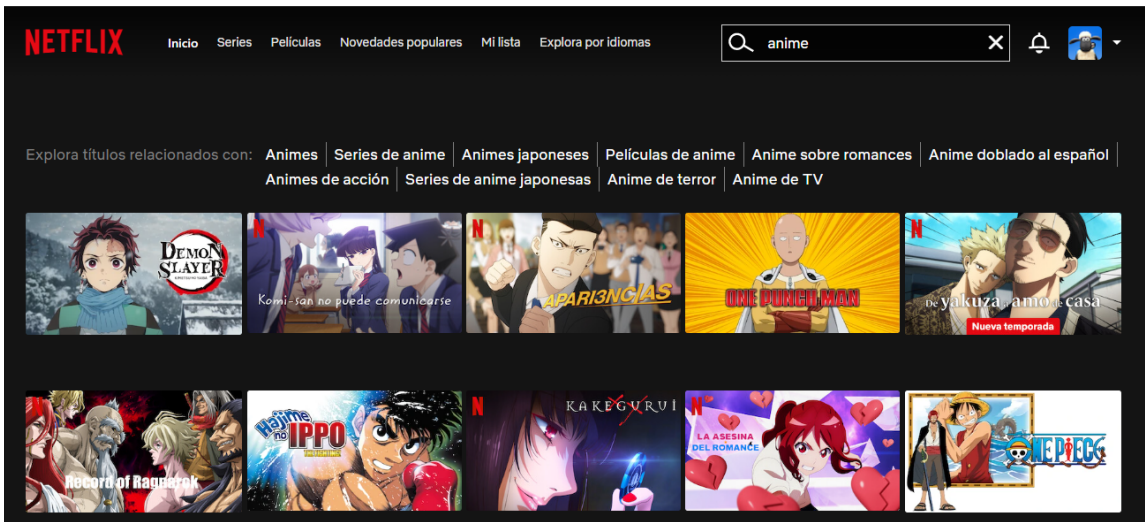 NETFLIX Inicio Series Películas Novedades populares Mi lista Explora por idiomas anime
Explora títulos relacionados con: Animes Series de anime Animes japoneses Películas de anime Anime sobre romances Anime doblado al español
Animes de acción Series de anime japonesas Anime de terror Anime de TV
DEMON
SLAYER
N
Komi-san no puede comunicarse
N
APARI3NCIAS
ONE PUNCH MAN
N
De yakuza a amo de casa
Nueva temporada
Record of Ragnarok
Hajime
no IPPO
THE FIGHTING!
N
KAKEGURUI
N
LA ASESINA
DEL ROMANCE
ONE PIECE